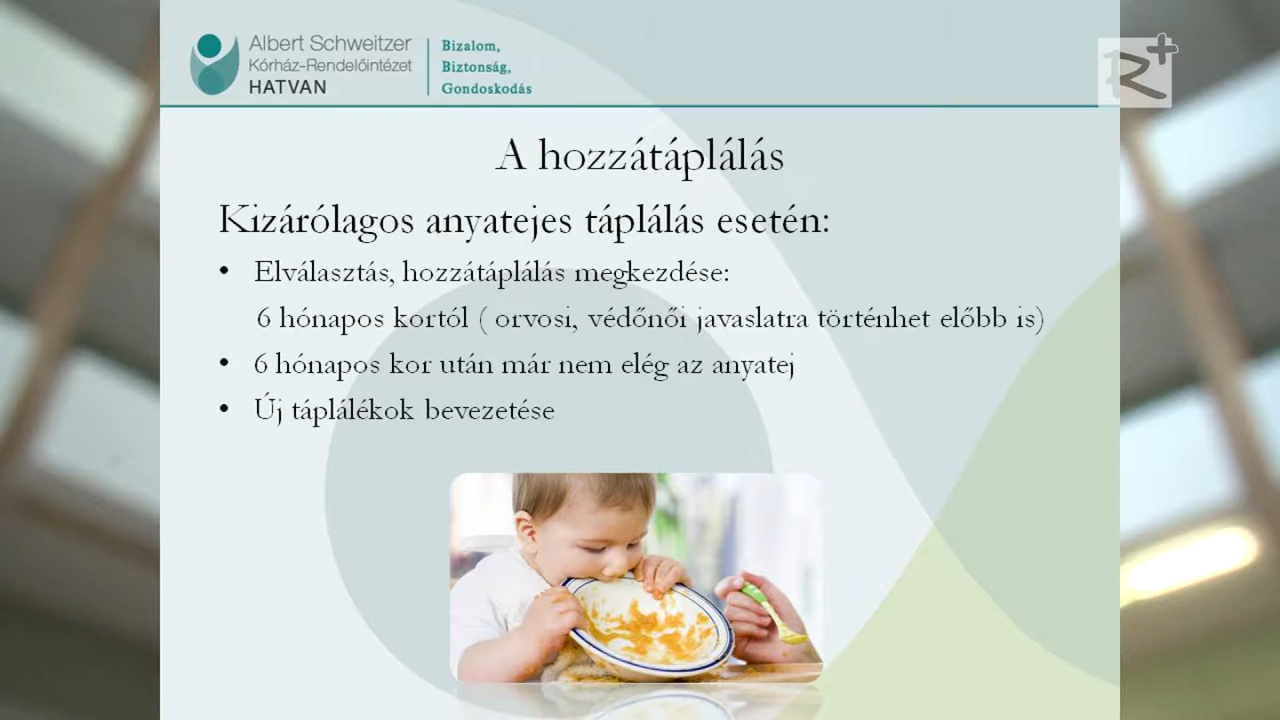 Albert Schweitzer
Kórház-Rendelőintézet
HATVAN
Bizalom,
Biztonság,
Gondoskodás
R+
A hozzátáplálás
Kizárólagos anyatejes táplálás esetén:
• Elválasztás, hozzátáplálás megkezdése:
6 hónapos kortól ( orvosi, védőnői javaslatra történhet előbb is)
• 6 hónapos kor után már nem elég az anyatej
• Új táplálékok bevezetése